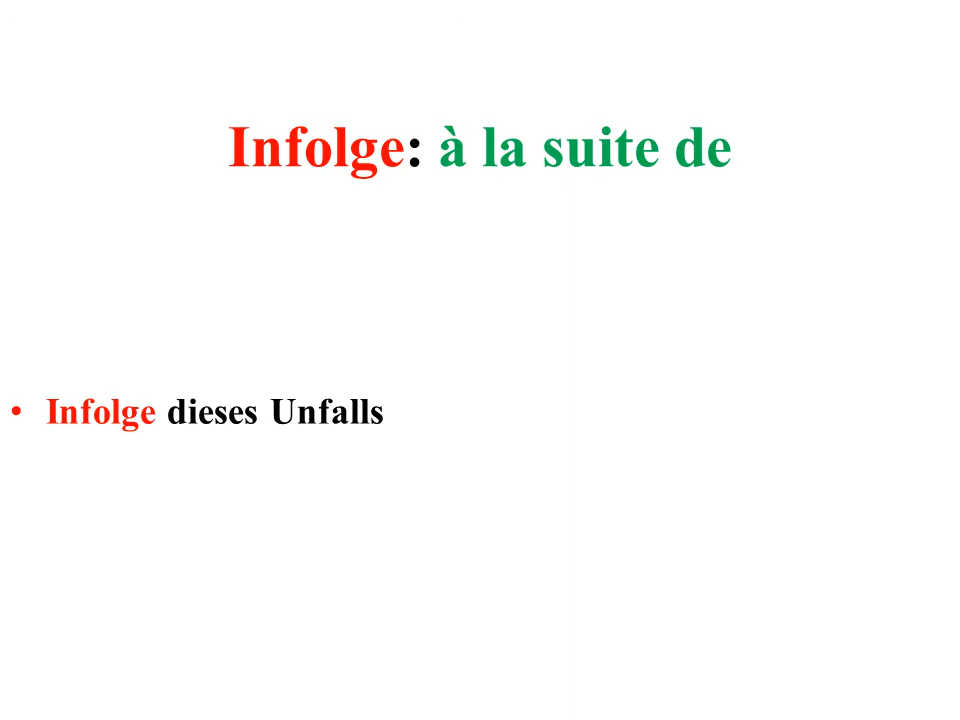 Infolge: à la suite de
• Infolge dieses Unfalls